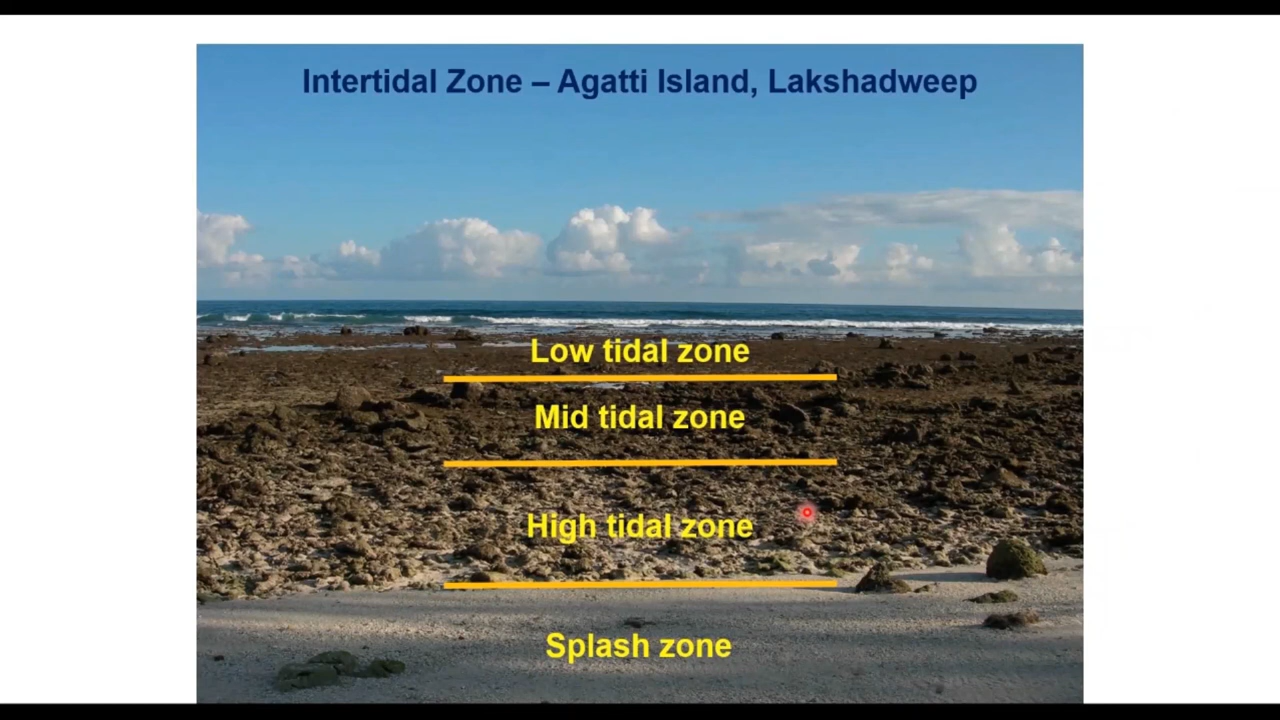 Intertidal Zone – Agatti Island, Lakshadweep
Low tidal zone
Mid tidal zone
High tidal zone
Splash zone